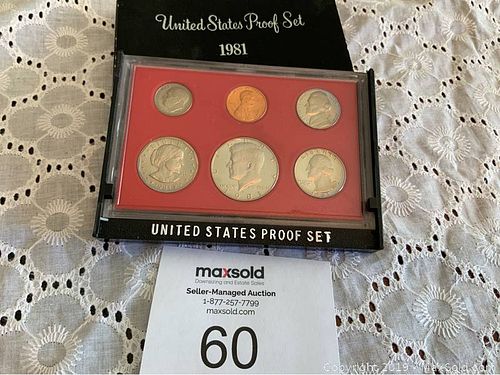 United States Proof Set
1981
UNITED STATES PROOF SET
maxsold
Downsizing and Estate Sales
Seller-Managed Auction
1-877-257-7799
maxsold.com
60
Copyright 2019 MaxSold.com